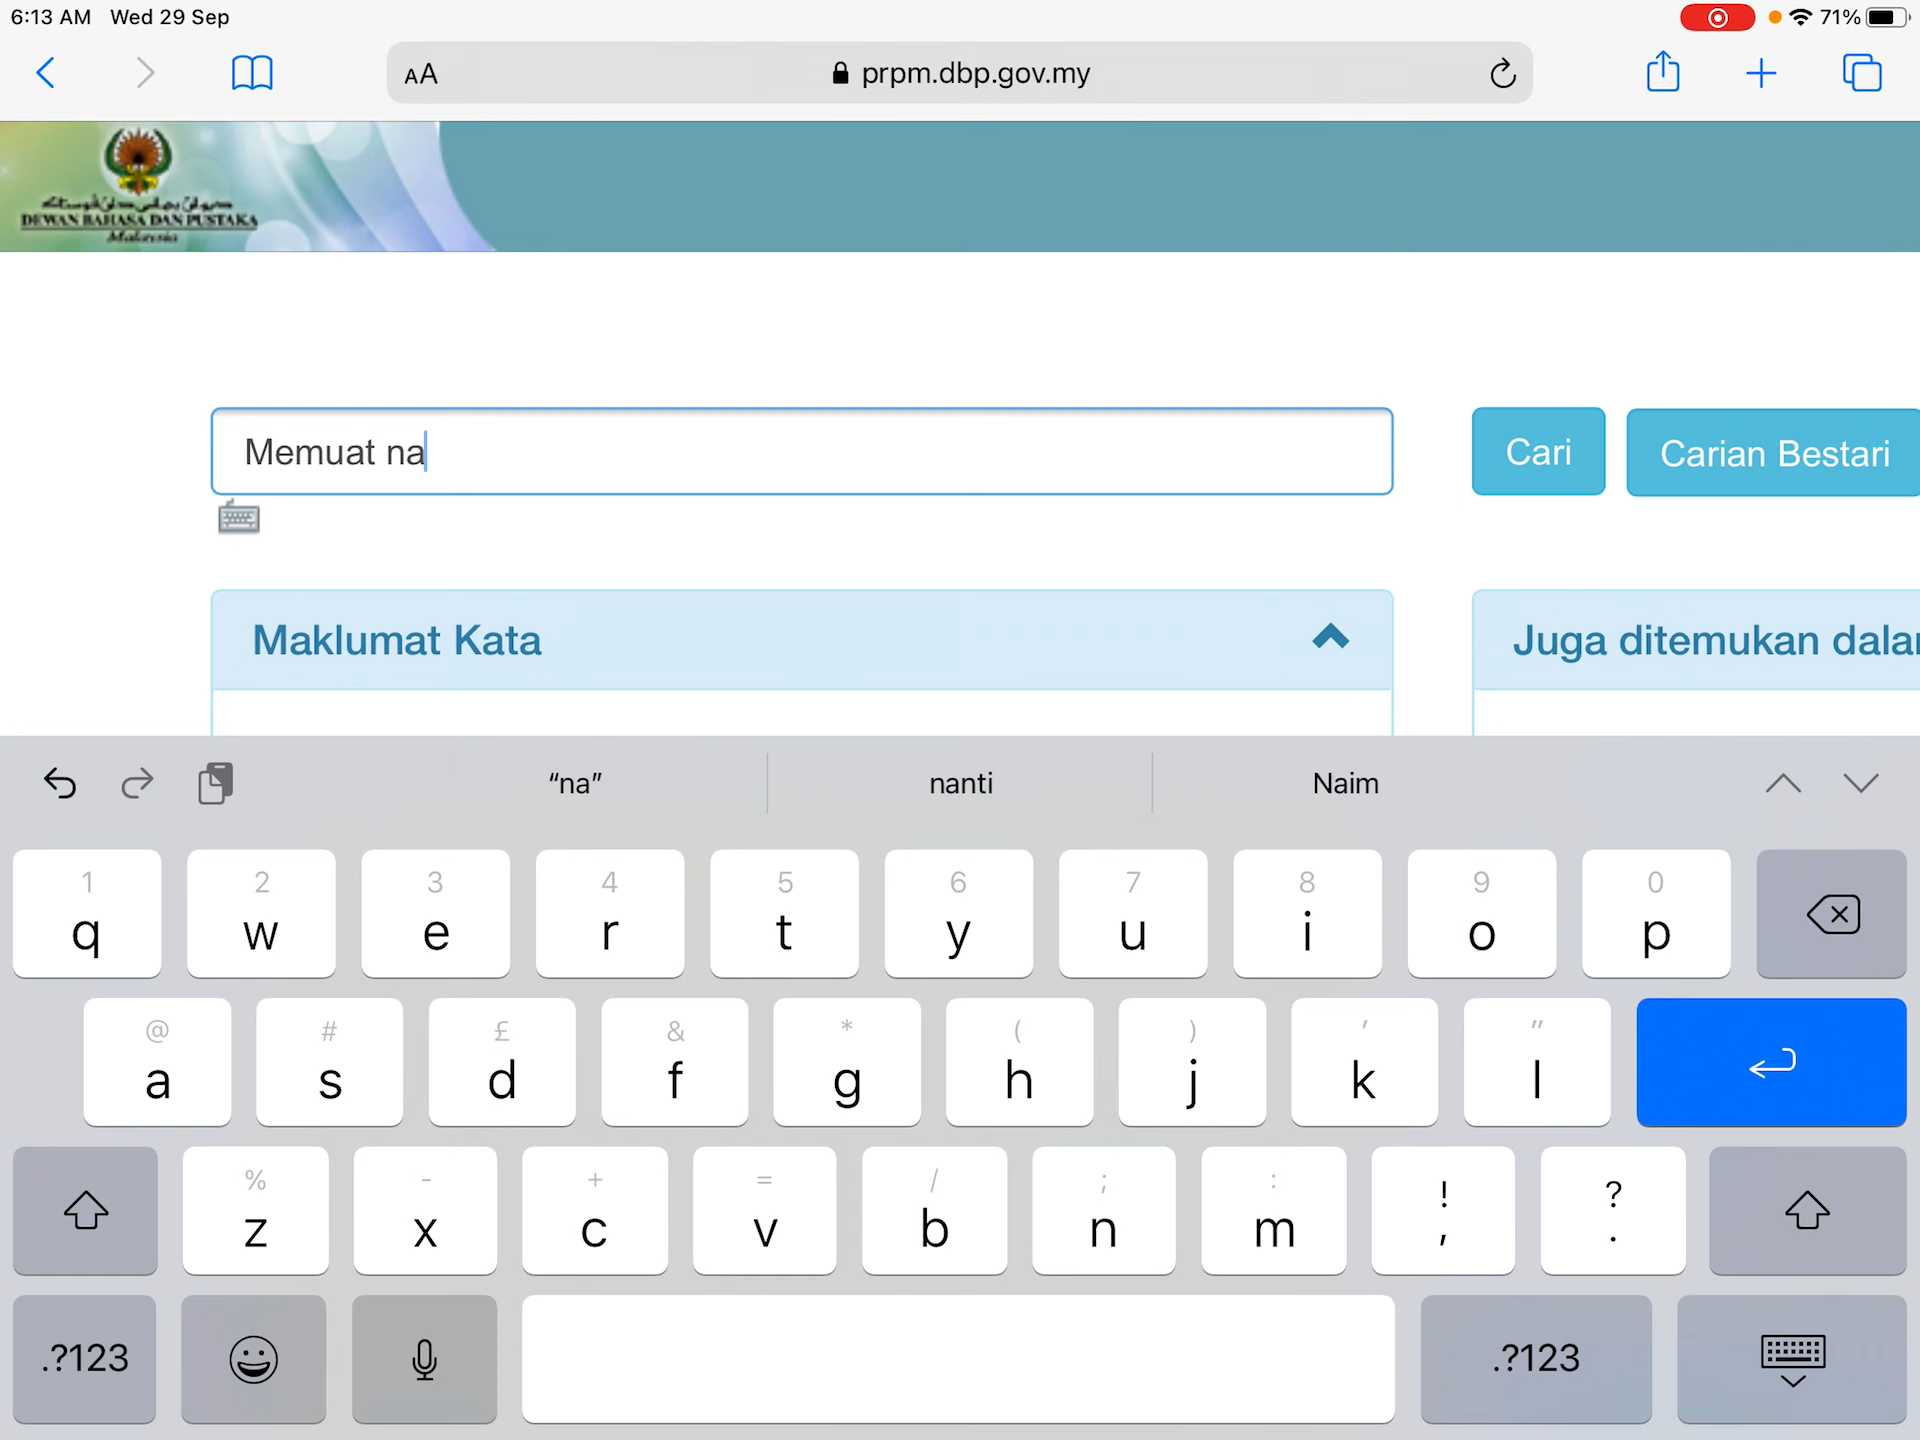 6:13 AM Wed 29 Sep 71%
AA prpm.dbp.gov.my
DEWAN BAHASA DAN PUSTAKA
Malaysia
Memuat na
Cari
Carian Bestari
Maklumat Kata
Juga ditemukan dala
“na” nanti Naim
1 2 3 4 5 6 7 8 9 0
q w e r t y u i o p
@ # £ & * ( ) ' "
a s d f g h j k l
% - + = / ; : ! ?
z x c v b n m , .
.?123 .?123